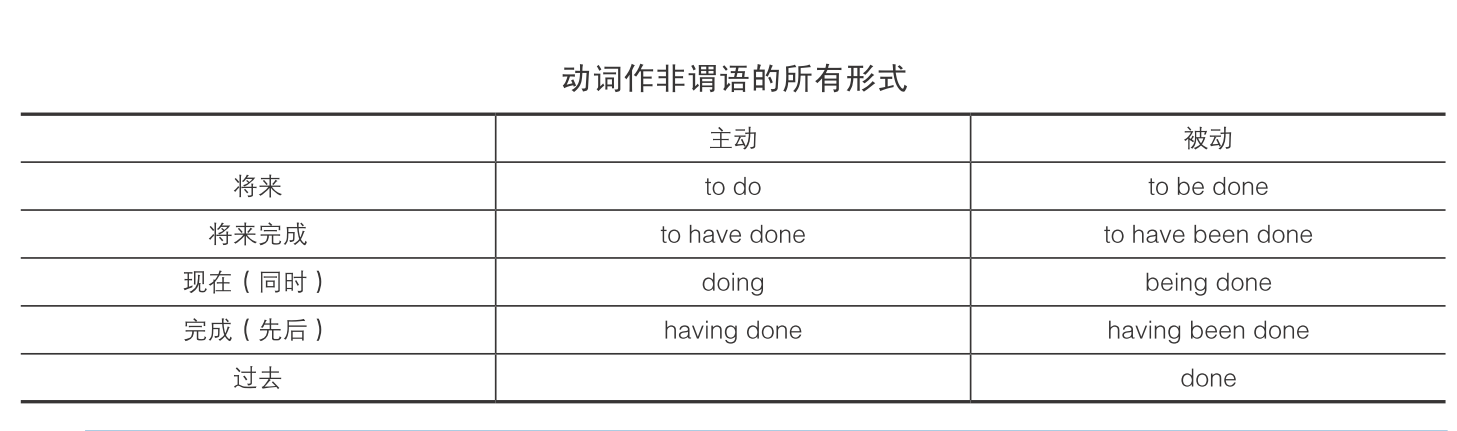 动词作非谓语的所有形式
主动 被动
将来 to do to be done
将来完成 to have done to have been done
现在（同时） doing being done
完成（先后） having done having been done
过去 done